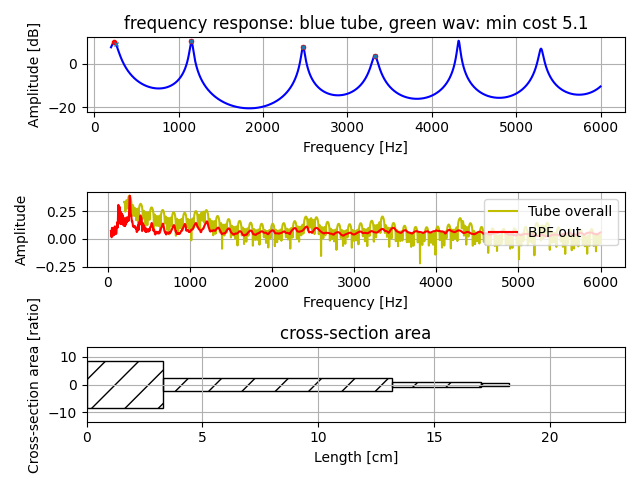 frequency response: blue tube, green wav: min cost 5.1
Amplitude [dB]
0
−20
0 1000 2000 3000 4000 5000 6000
Frequency [Hz]
Amplitude
0.25
0.00
−0.25
Tube overall
BPF out
0 1000 2000 3000 4000 5000 6000
Frequency [Hz]
cross-section area
Cross-section area [ratio]
10
0
−10
0 5 10 15 20
Length [cm]